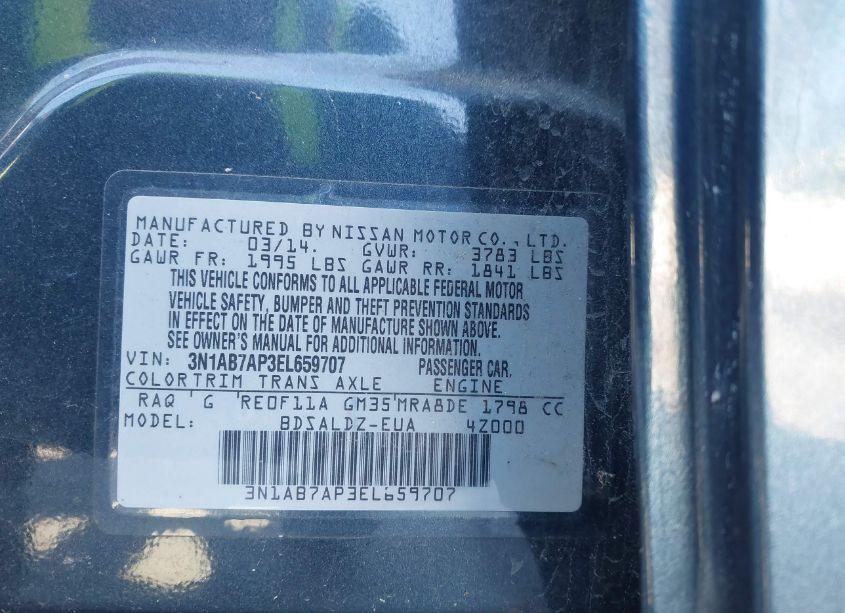 MANUFACTURED BY NISSAN MOTOR CO., LTD.
DATE: 03/14. GVWR: 3783 LBS
GAWR FR: 1995 LBS GAWR RR: 1841 LBS
THIS VEHICLE CONFORMS TO ALL APPLICABLE FEDERAL MOTOR
VEHICLE SAFETY, BUMPER AND THEFT PREVENTION STANDARDS
IN EFFECT ON THE DATE OF MANUFACTURE SHOWN ABOVE.
SEE OWNER'S MANUAL FOR ADDITIONAL INFORMATION.
VIN: 3N1AB7AP3EL659707 PASSENGER CAR.
COLOR TRIM TRANS AXLE ENGINE
RAQ ' G 'RE0F11A GM35'MRA8DE 1798 CC
MODEL: BDSALDZ-EUA 4Z000
3N1AB7AP3EL659707